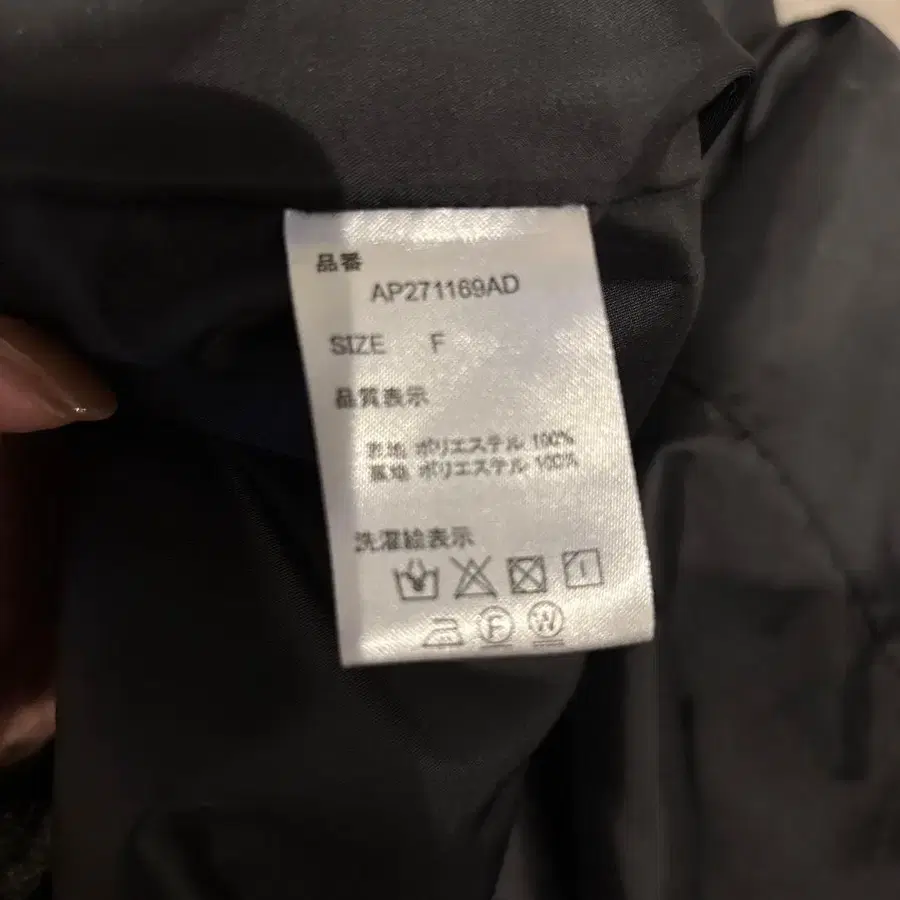 品番
AP271169AD
SIZE F
品質表示
表地 ポリエステル 100%
裏地 ポリエステル 100%
洗濯絵表示
F W